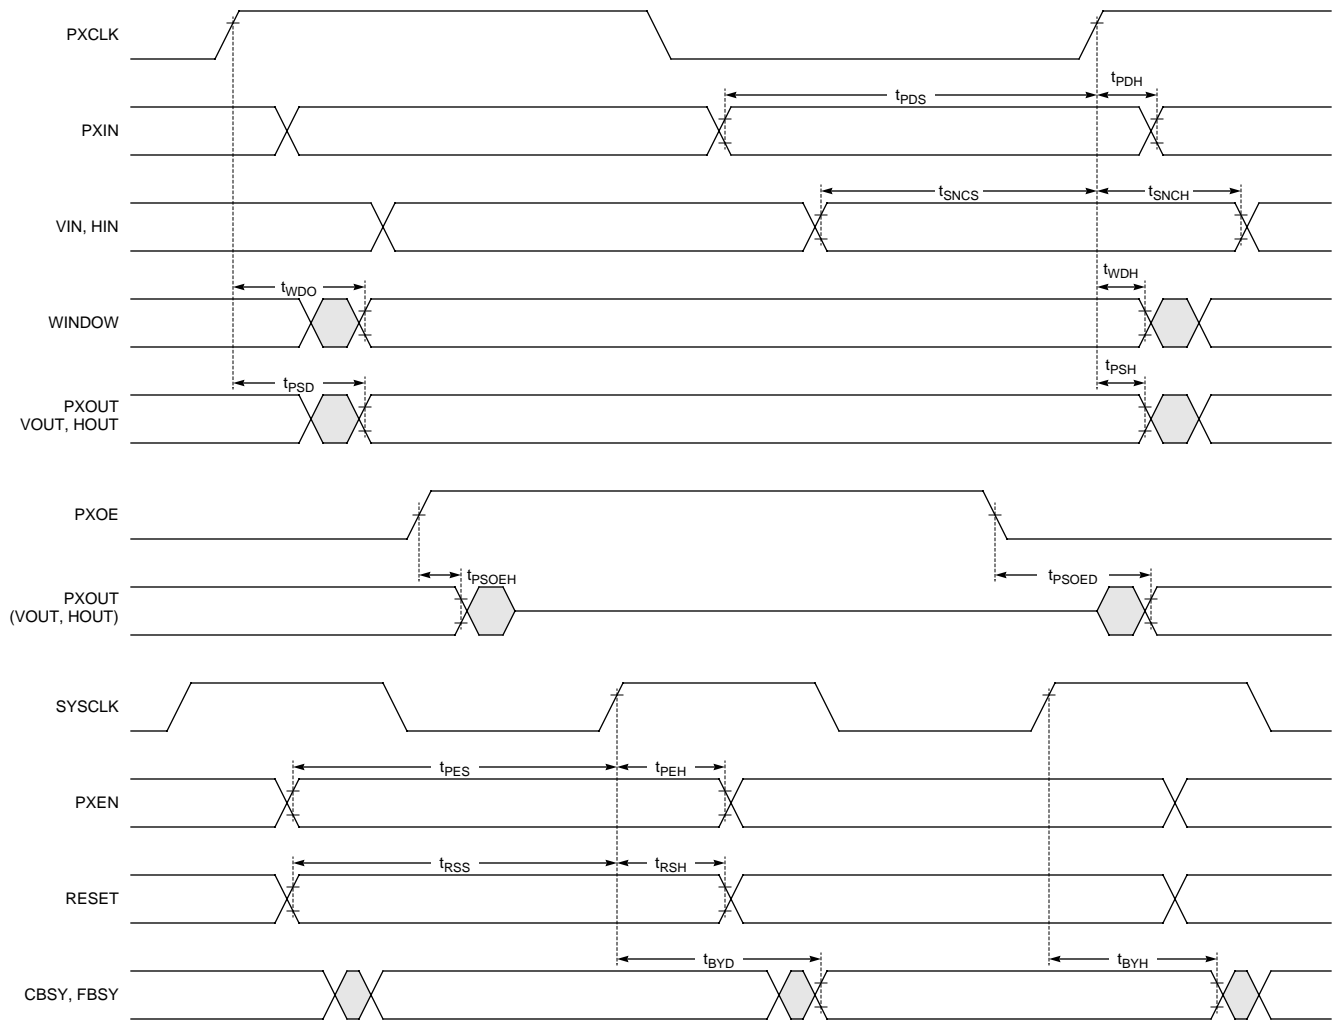 PXCLK
tPDH
tPDS
PXIN
tSNCS
tSNCH
VIN, HIN
tWDO
tWDH
WINDOW
tPSD
tPSH
PXOUT
VOUT, HOUT
PXOE
tPSOEH
tPSOED
PXOUT
(VOUT, HOUT)
SYSCLK
tPES
tPEH
PXEN
tRSS
tRSH
RESET
tBYD
tBYH
CBSY, FBSY